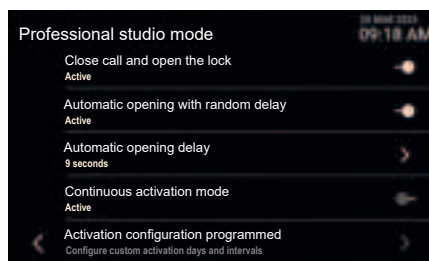 Professional studio mode
09:18 AM
Close call and open the lock
Active
Automatic opening with random delay
Active
Automatic opening delay
9 seconds
Continuous activation mode
Active
Activation configuration programmed
Configure custom activation days and intervals